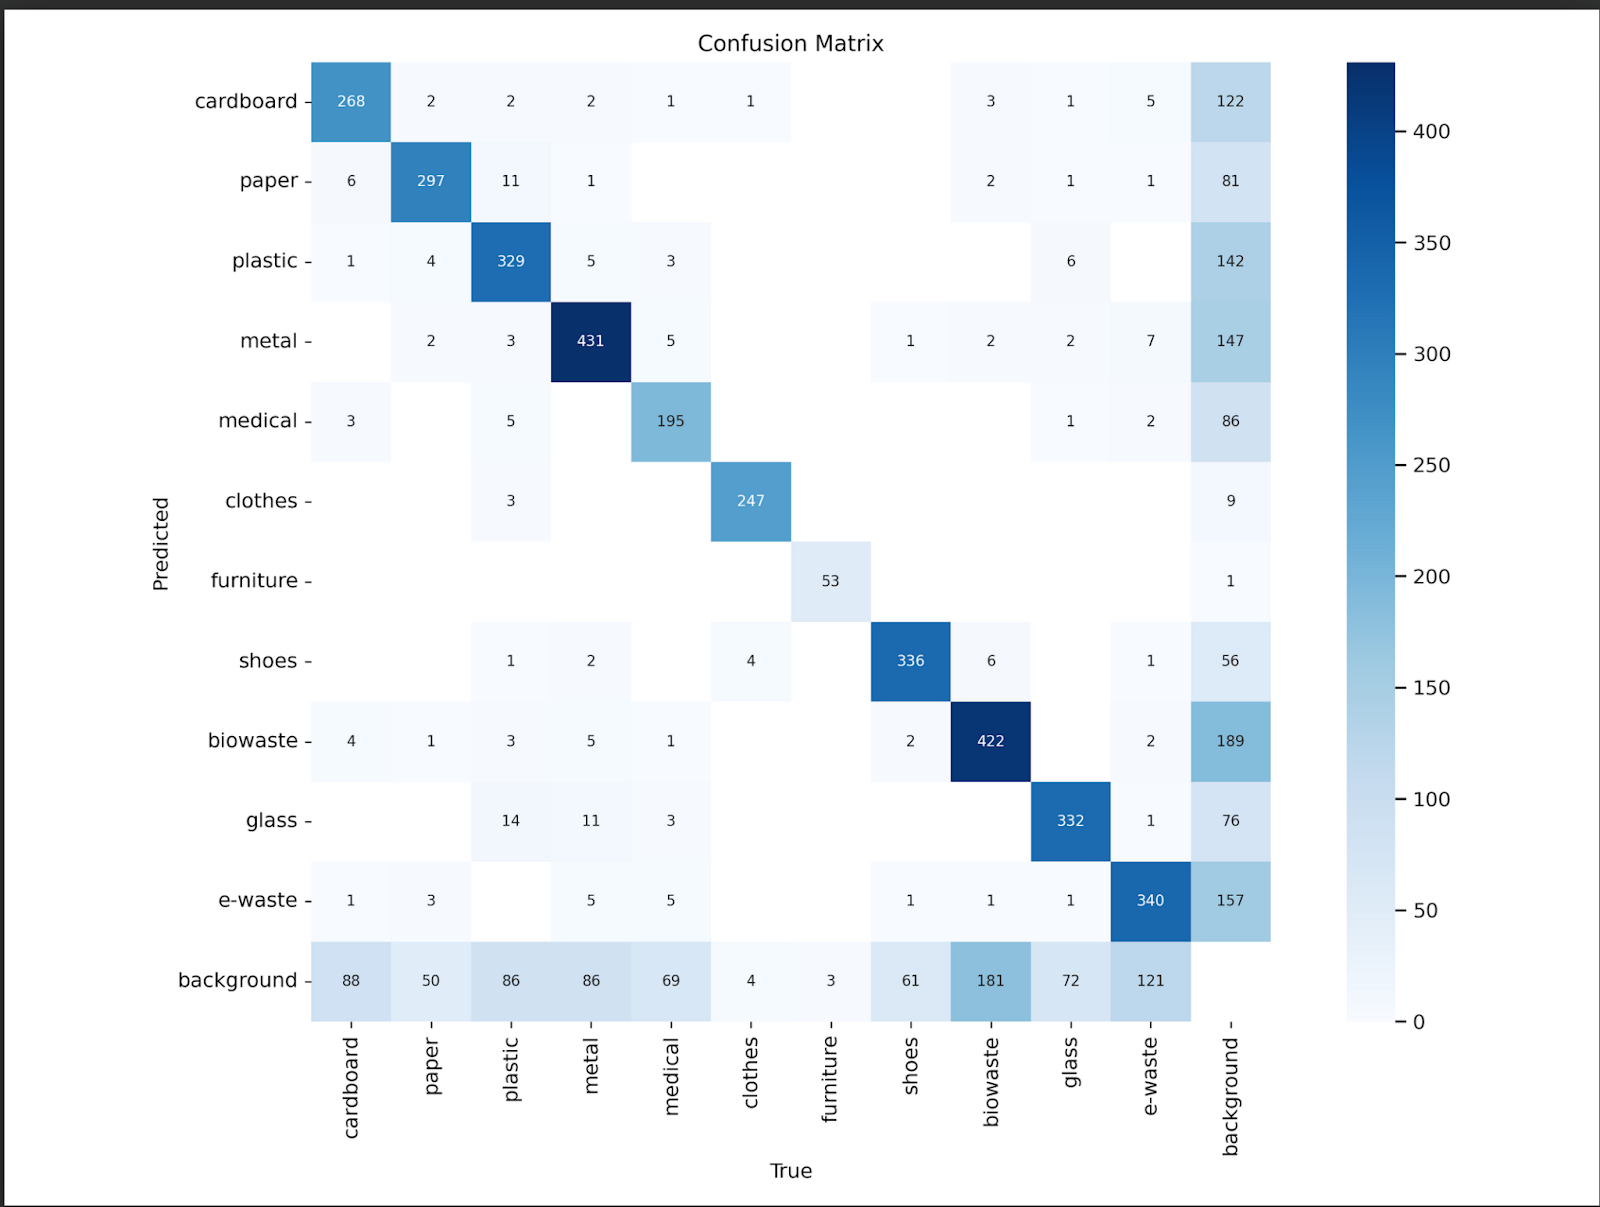 Confusion Matrix
cardboard 268 2 2 2 1 1 3 1 5 122
400
paper 6 297 11 1 2 1 1 81
350
plastic 1 4 329 5 3 6 142
metal 2 3 431 5 1 2 2 7 147
300
medical 3 5 195 1 2 86
250
clothes 3 247 9
Predicted
furniture 53 1
200
shoes 1 2 4 336 6 1 56
150
biowaste 4 1 3 5 1 2 422 2 189
100
glass 14 11 3 332 1 76
e-waste 1 3 5 5 1 1 1 340 157
50
background 88 50 86 86 69 4 3 61 181 72 121
0
cardboard paper plastic metal medical clothes furniture shoes biowaste glass e-waste background
True